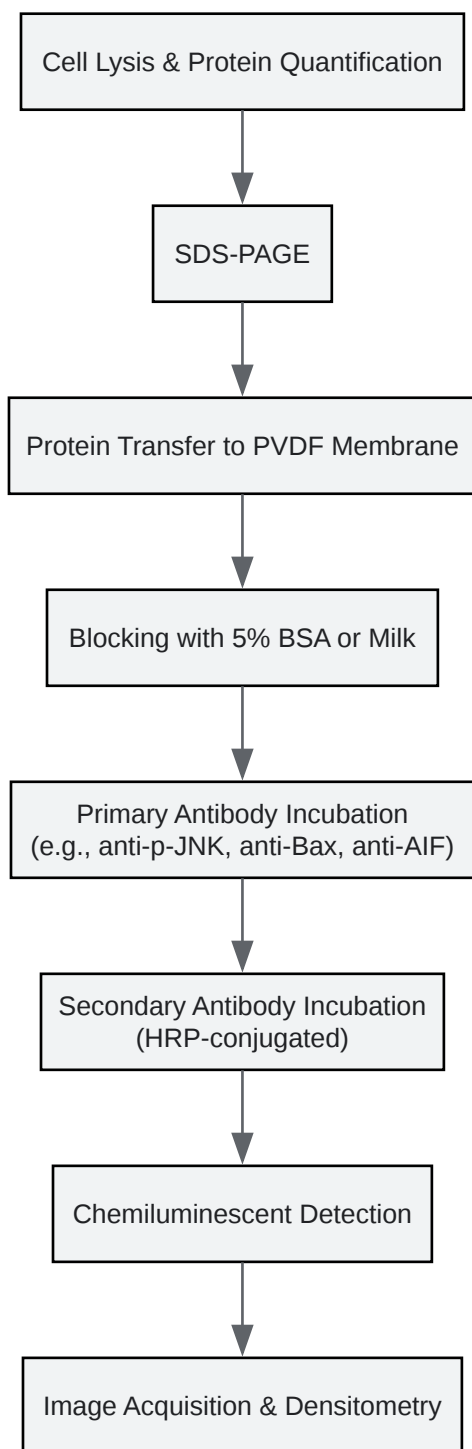 Cell Lysis & Protein Quantification
SDS-PAGE
Protein Transfer to PVDF Membrane
Blocking with 5% BSA or Milk
Primary Antibody Incubation
(e.g., anti-p-JNK, anti-Bax, anti-AIF)
Secondary Antibody Incubation
(HRP-conjugated)
Chemiluminescent Detection
Image Acquisition & Densitometry